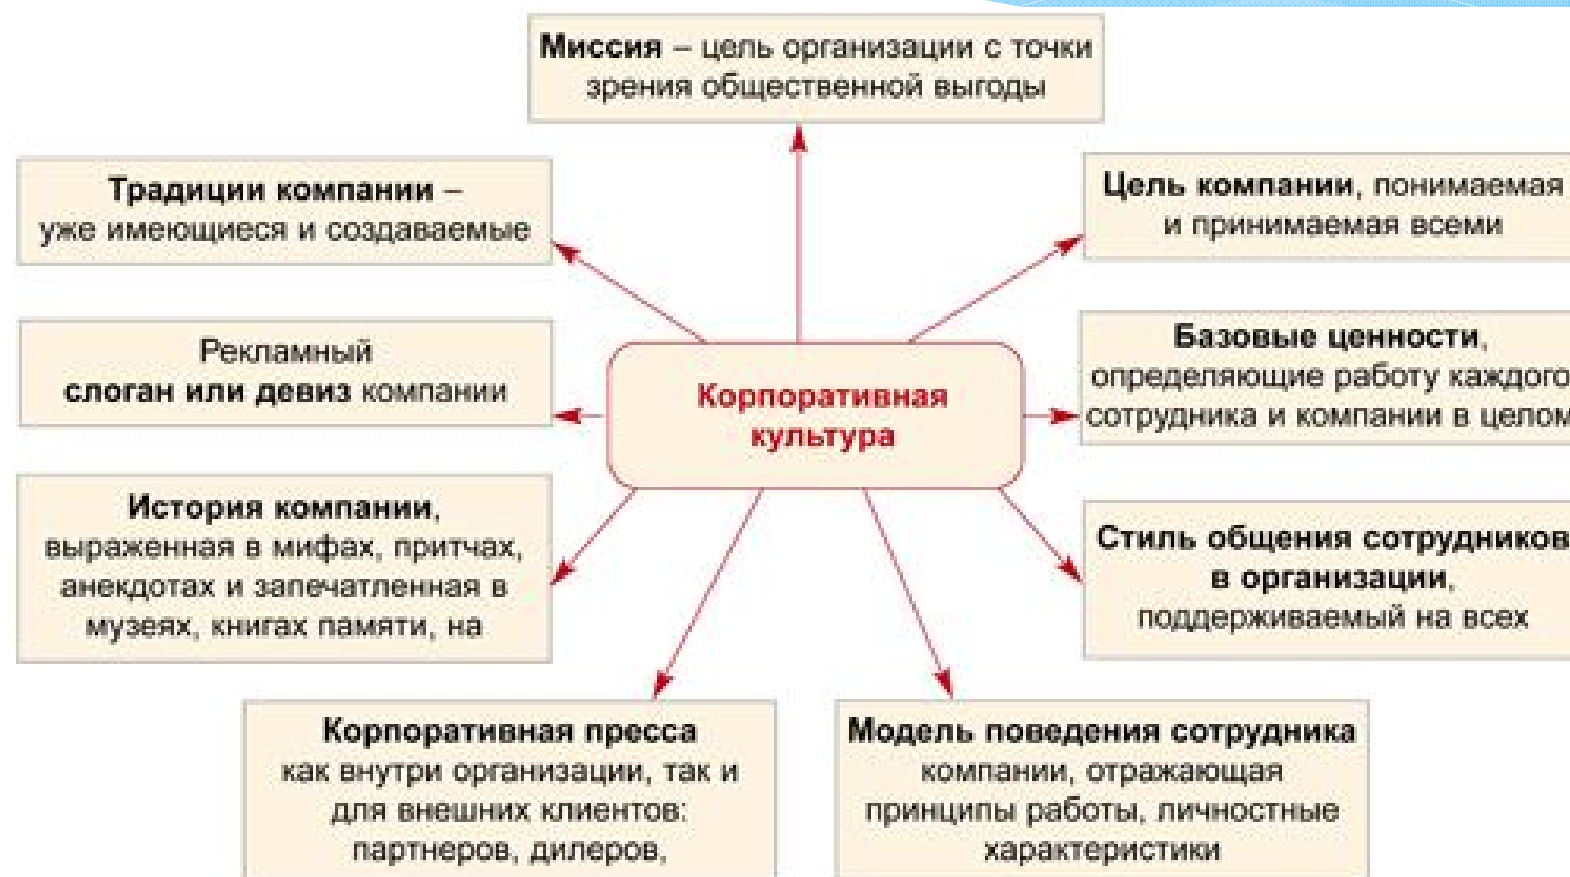 Миссия – цель организации с точки
зрения общественной выгоды
Традиции компании –
уже имеющиеся и создаваемые
Цель компании, понимаемая
и принимаемая всеми
Рекламный
слоган или девиз компании
Корпоративная
культура
Базовые ценности,
определяющие работу каждого
сотрудника и компании в целом
История компании,
выраженная в мифах, притчах,
анекдотах и запечатленная в
музеях, книгах памяти, на
Стиль общения сотрудников
в организации,
поддерживаемый на всех
Корпоративная пресса
как внутри организации, так и
для внешних клиентов:
партнеров, дилеров,
Модель поведения сотрудника
компании, отражающая
принципы работы, личностные
характеристики